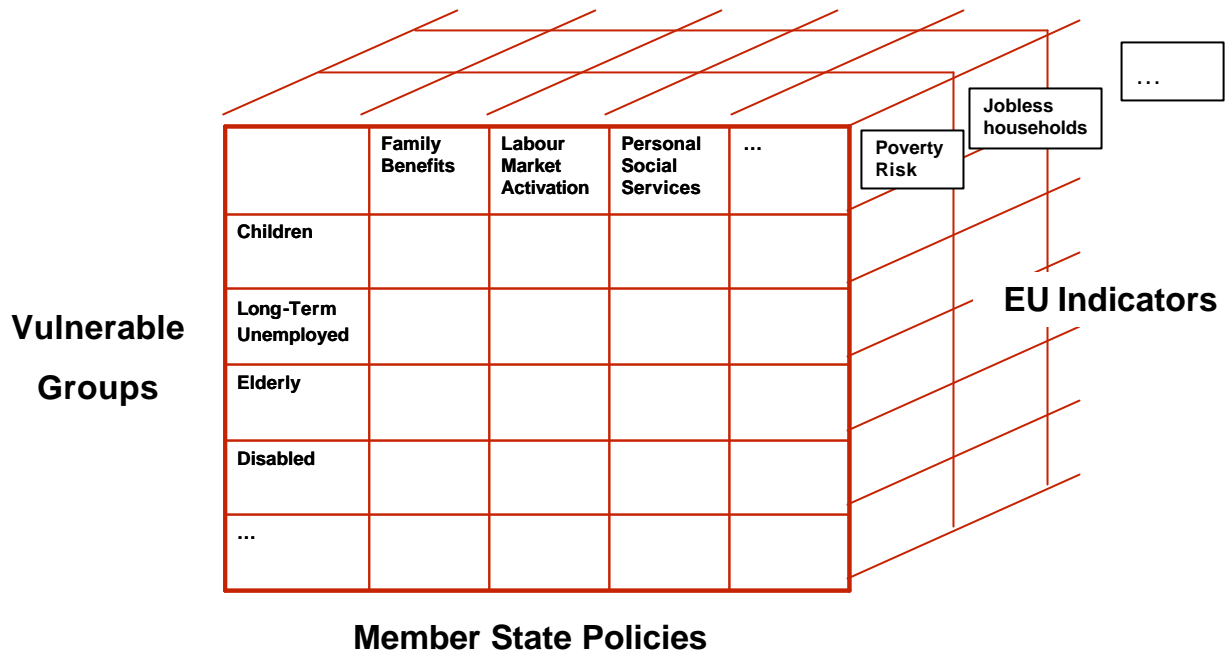 ...
Jobless
households
Family
Benefits
Labour
Market
Activation
Personal
Social
Services
...
Poverty
Risk
Children
Long-Term
Unemployed
Elderly
Disabled
...
Vulnerable
Groups
EU Indicators
Member State Policies